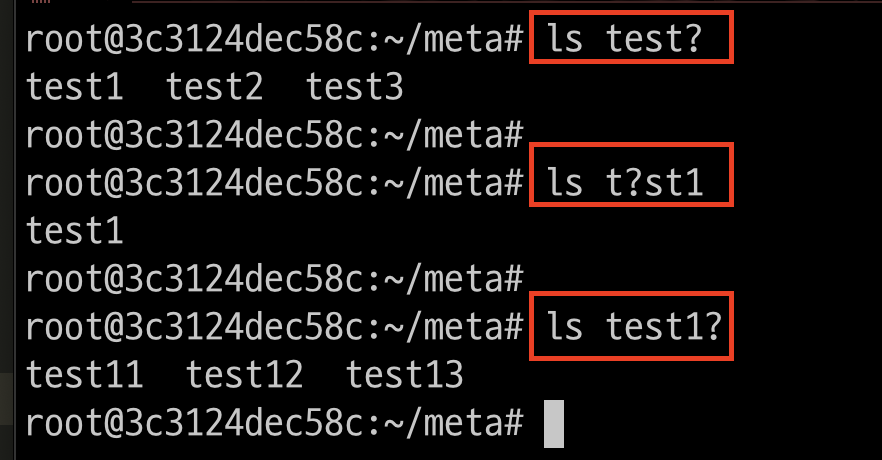 root@3c3124dec58c:~/meta# ls test?
test1  test2  test3
root@3c3124dec58c:~/meta#
root@3c3124dec58c:~/meta# ls t?st1
test1
root@3c3124dec58c:~/meta#
root@3c3124dec58c:~/meta# ls test1?
test11  test12  test13
root@3c3124dec58c:~/meta#